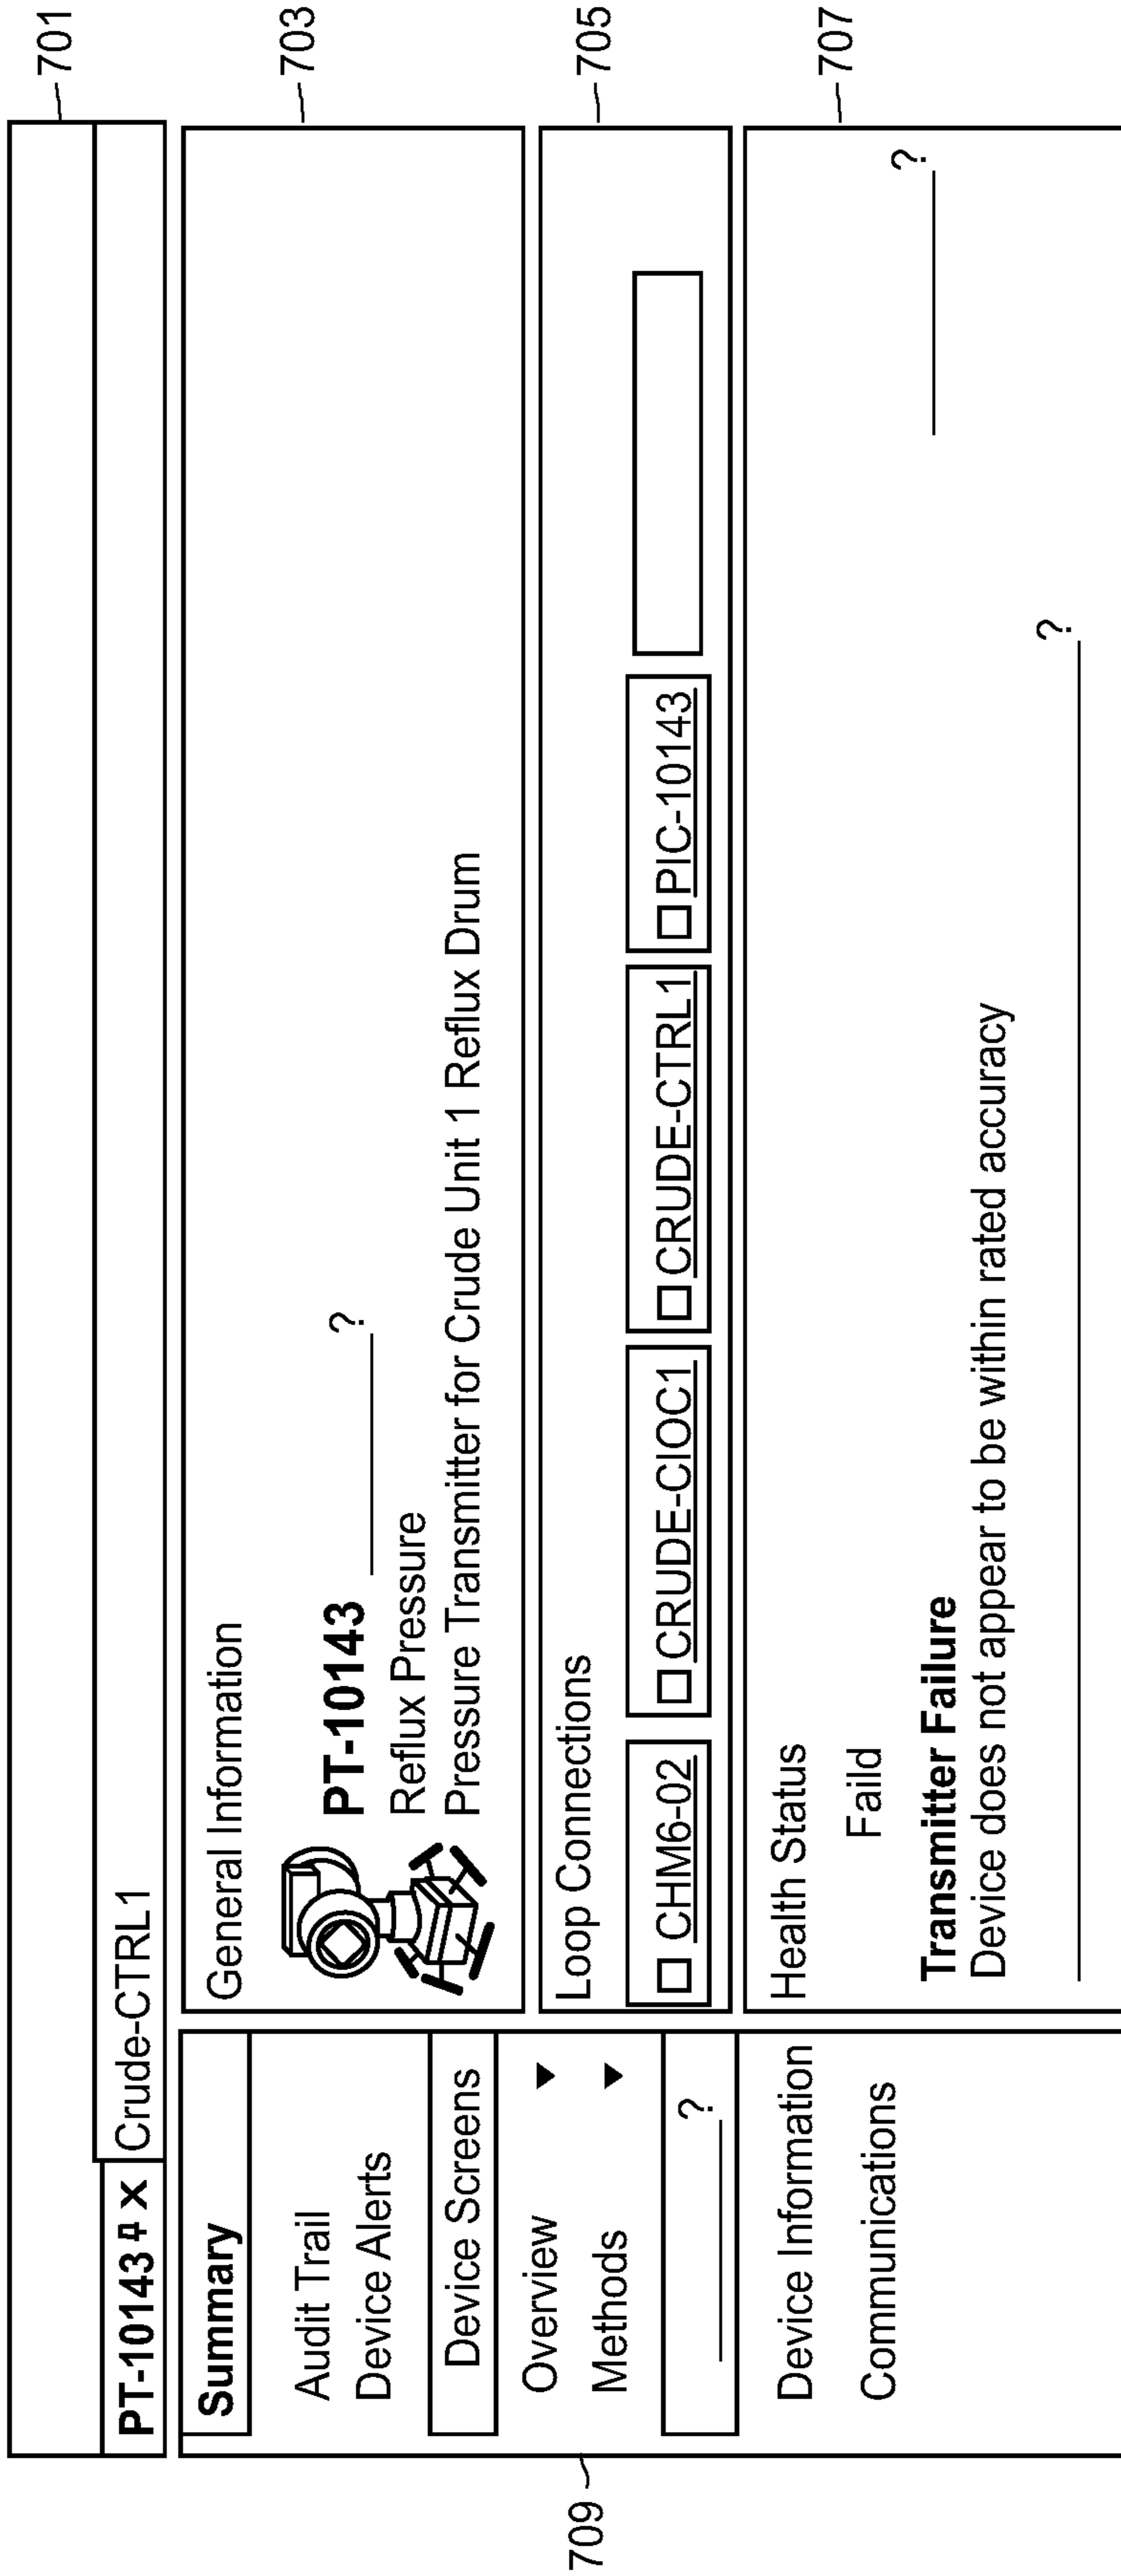 701
PT-10143 X Crude-CTRL1
Summary
Audit Trail
Device Alerts
Device Screens
Overview
Methods
?
Device Information
Communications
709
General Information
PT-10143 ?
Reflux Pressure
Pressure Transmitter for Crude Unit 1 Reflux Drum
703
Loop Connections
CHM6-02 CRUDE-CIOC1 CRUDE-CTRL1 PIC-10143
705
Health Status
Faild
Transmitter Failure ?
Device does not appear to be within rated accuracy
?
707